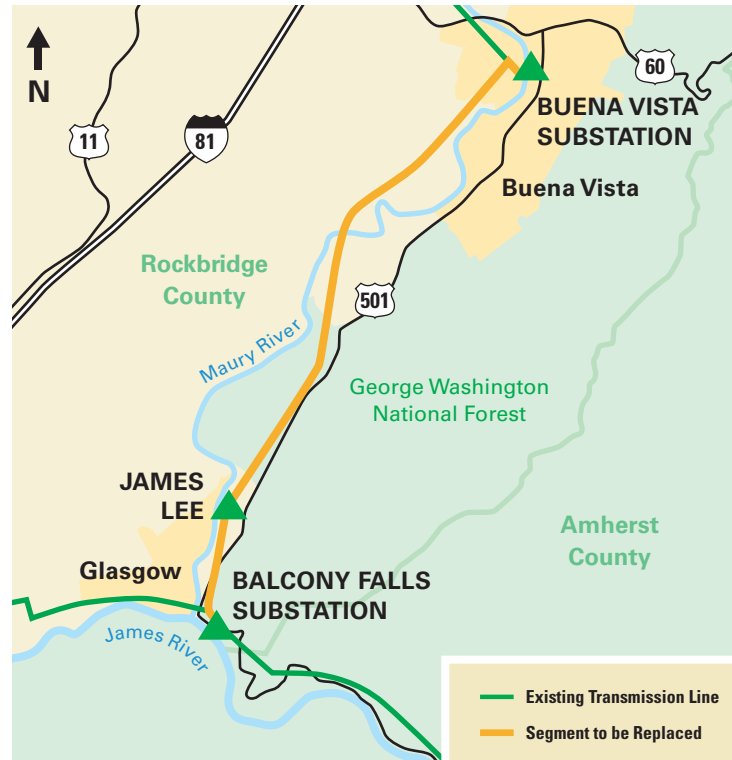 N
11
81
60
BUENA VISTA
SUBSTATION
Buena Vista
Rockbridge
County
501
Maury River
George Washington
National Forest
JAMES
LEE
Amherst
County
Glasgow
BALCONY FALLS
SUBSTATION
James River
Existing Transmission Line
Segment to be Replaced